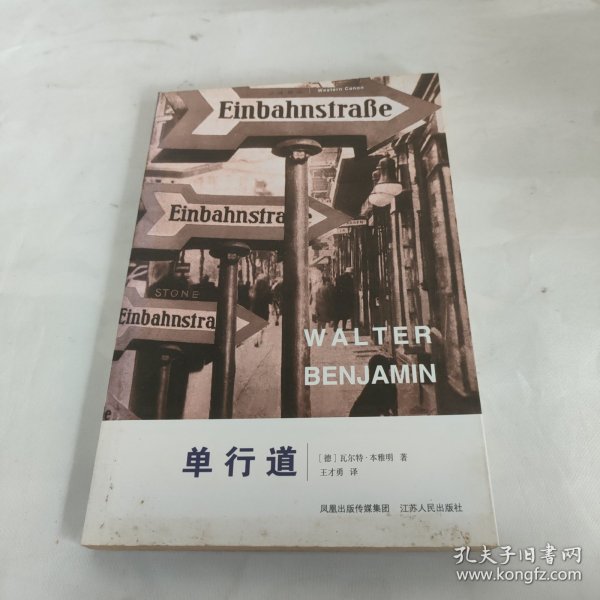 Western Canon
Einbahnstraße
Einbahnstra
STONE
Einbahnstra
WALTER
BENJAMIN
单行道
[德] 瓦尔特·本雅明 著
王才勇 译
凤凰出版传媒集团 江苏人民出版社
孔夫子旧书网
www.kongfz.com